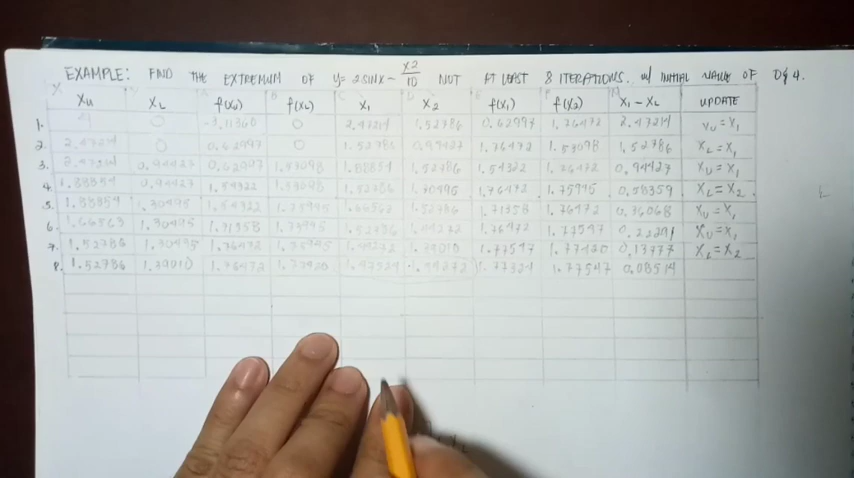 EXAMPLE: FIND THE EXTREMUM OF y = 2 SINX - x2/10 NOT AT LEAST 8 ITERATIONS. w/ INITIAL VALUE OF 0 & 4.
XU XL f(XU) f(XL) X1 X2 f(X1) f(X2) X1 - XL UPDATE
1. 4 0 -3.11360 0 2.47214 1.52786 0.62997 1.76472 2.47214 XU = X1
2. 2.47214 0 0.62997 0 1.52786 0.94427 1.76472 1.53098 1.52786 XL = X1
3. 2.47214 0.94427 0.62997 1.53098 1.88854 1.52786 1.54322 1.76472 0.94427 XU = X1
4. 1.88854 0.94427 1.54322 1.53098 1.52786 1.30495 1.76472 1.75945 0.58359 XL = X2
5. 1.88854 1.30495 1.54322 1.75945 1.66563 1.52786 1.71358 1.76472 0.36068 XU = X1
6. 1.66563 1.30495 1.71358 1.75945 1.52786 1.44272 1.76472 1.77547 0.22291 XU = X1
7. 1.52786 1.30495 1.76472 1.75945 1.44272 1.39010 1.77547 1.77420 0.13777 XL = X2
8. 1.52786 1.39010 1.76472 1.77420 1.47524 1.44272 1.77324 1.77547 0.08514